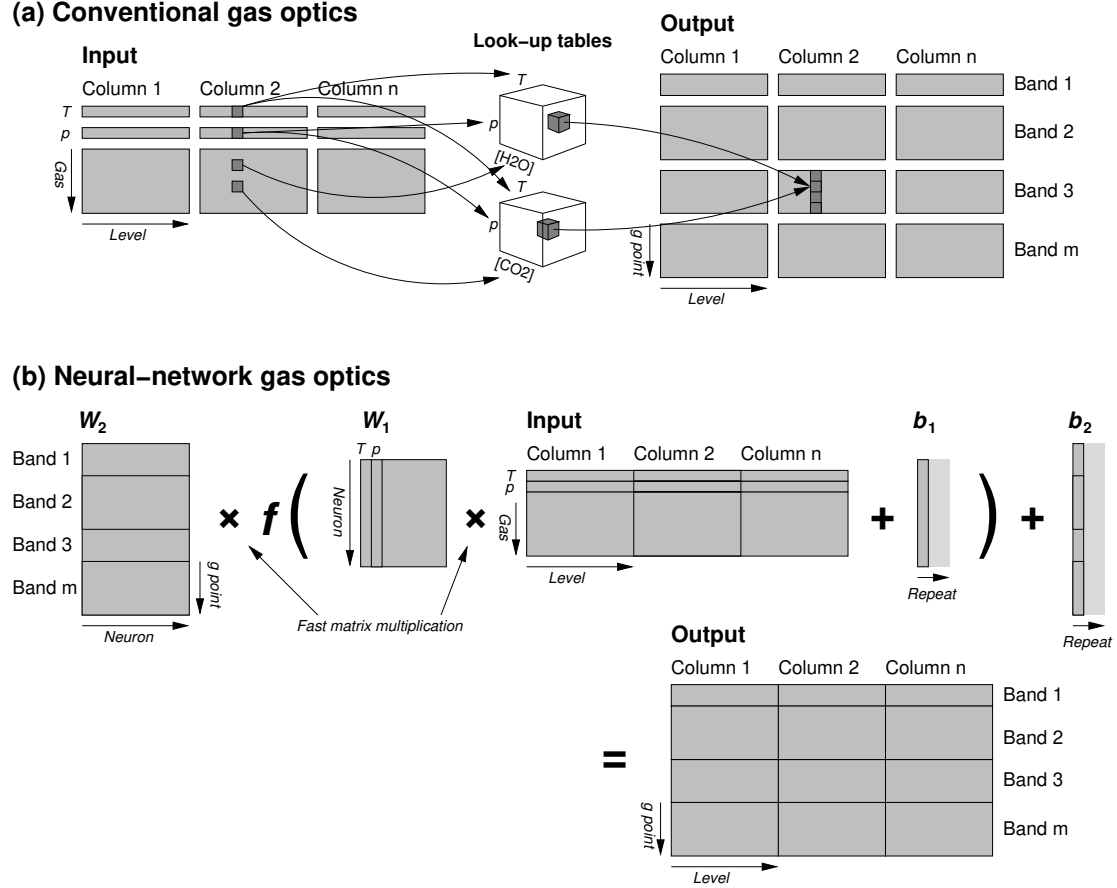 (a) Conventional gas optics
Input
Look−up tables
Output
Column 1 Column 2 Column n
Column 1 Column 2 Column n
T
p
Gas
Level
T
p
[H2O]
T
p
[CO2]
Band 1
Band 2
Band 3
Band m
g point
Level
(b) Neural−network gas optics
W2
W1
Input
b1
b2
Band 1
Band 2
Band 3
Band m
g point
Neuron
×
f
(
T p
Neuron
×
Column 1 Column 2 Column n
T
p
Gas
Level
+
Repeat
)
+
Repeat
Fast matrix multiplication
Output
Column 1 Column 2 Column n
=
Band 1
Band 2
Band 3
Band m
g point
Level